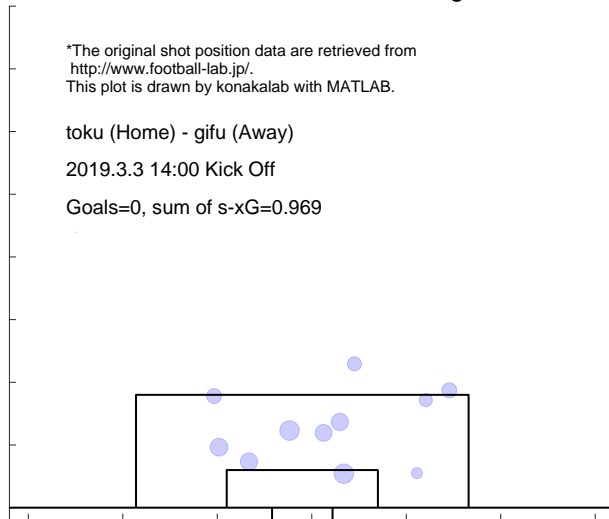 *The original shot position data are retrieved from
http://www.football-lab.jp/.
This plot is drawn by konakalab with MATLAB.
toku (Home) - gifu (Away)
2019.3.3 14:00 Kick Off
Goals=0, sum of s-xG=0.969